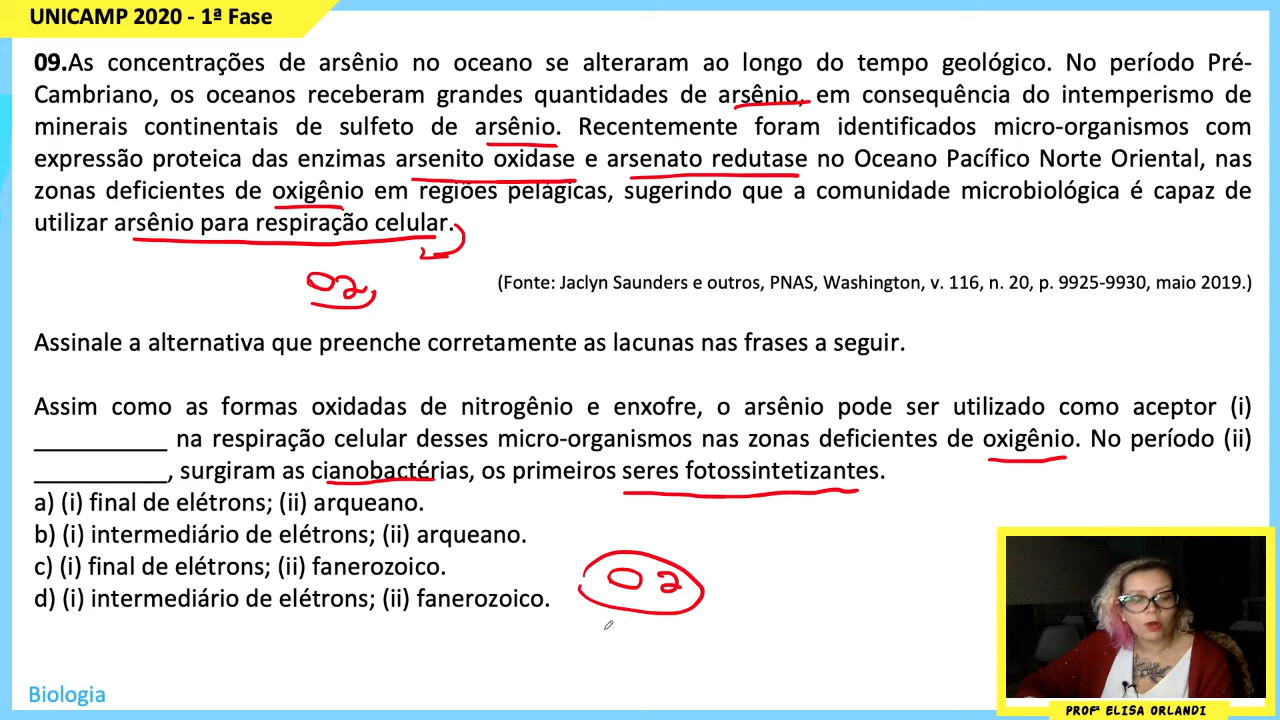 UNICAMP 2020 - 1ª Fase
09.As concentrações de arsênio no oceano se alteraram ao longo do tempo geológico. No período Pré-
Cambriano, os oceanos receberam grandes quantidades de arsênio, em consequência do intemperismo de
minerais continentais de sulfeto de arsênio. Recentemente foram identificados micro-organismos com
expressão proteica das enzimas arsenito oxidase e arsenato redutase no Oceano Pacífico Norte Oriental, nas
zonas deficientes de oxigênio em regiões pelágicas, sugerindo que a comunidade microbiológica é capaz de
utilizar arsênio para respiração celular.
O2,
(Fonte: Jaclyn Saunders e outros, PNAS, Washington, v. 116, n. 20, p. 9925-9930, maio 2019.)
Assinale a alternativa que preenche corretamente as lacunas nas frases a seguir.
Assim como as formas oxidadas de nitrogênio e enxofre, o arsênio pode ser utilizado como aceptor (i)
__________ na respiração celular desses micro-organismos nas zonas deficientes de oxigênio. No período (ii)
__________, surgiram as cianobactérias, os primeiros seres fotossintetizantes.
a) (i) final de elétrons; (ii) arqueano.
b) (i) intermediário de elétrons; (ii) arqueano.
c) (i) final de elétrons; (ii) fanerozoico.
d) (i) intermediário de elétrons; (ii) fanerozoico.
O2
Biologia
PROFª ELISA ORLANDI